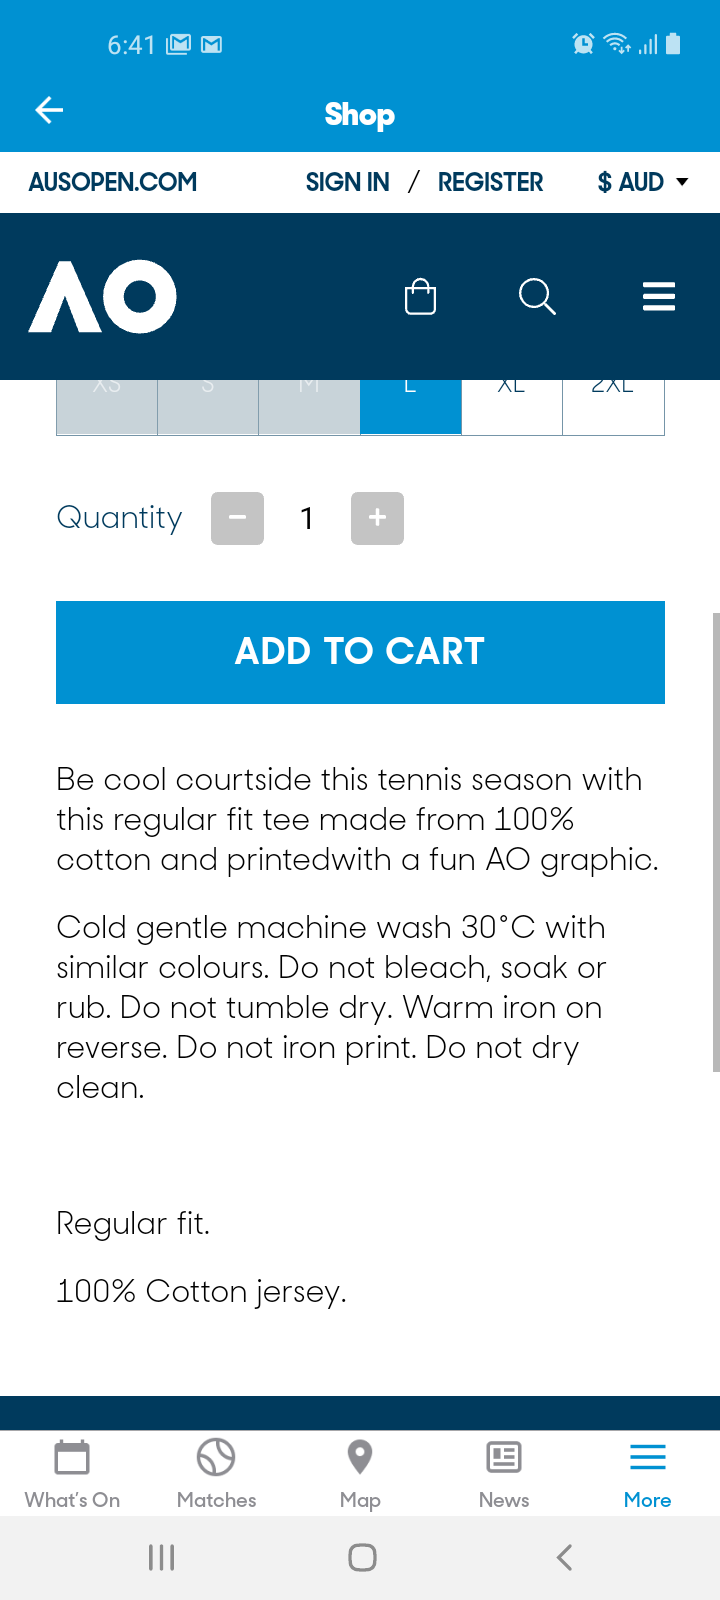 6:41
Shop
AUSOPEN.COM SIGN IN / REGISTER $ AUD
AO
XS S M L XL 2XL
Quantity − 1 +
ADD TO CART
Be cool courtside this tennis season with
this regular fit tee made from 100%
cotton and printedwith a fun AO graphic.
Cold gentle machine wash 30°C with
similar colours. Do not bleach, soak or
rub. Do not tumble dry. Warm iron on
reverse. Do not iron print. Do not dry
clean.
Regular fit.
100% Cotton jersey.
What's On Matches Map News More